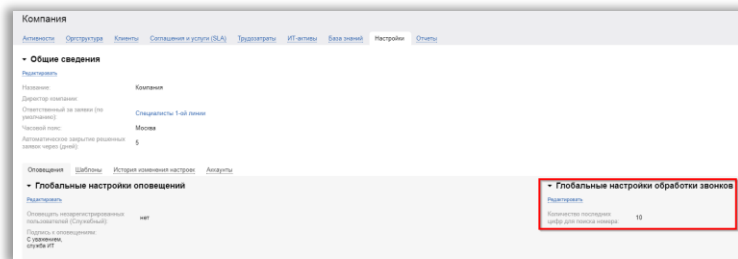 Компания
Активности Оргструктура Клиенты Соглашения и услуги (SLA) Трудозатраты ИТ-активы База знаний Настройки Отчеты
Общие сведения
Редактировать
Название: Компания
Директор компании:
Ответственный за заявки (по умолчанию): Специалисты 1-ой линии
Часовой пояс: Москва
Автоматическое закрытие решенных
заявок через (дней): 5
Оповещения Шаблоны История изменения настроек Аккаунты
Глобальные настройки оповещений
Редактировать
Оповещать незарегистрированных
пользователей (Служебный): нет
Подпись к оповещениям:
С уважением,
служба ИТ
Глобальные настройки обработки звонков
Редактировать
Количество последних
цифр для поиска номера: 10